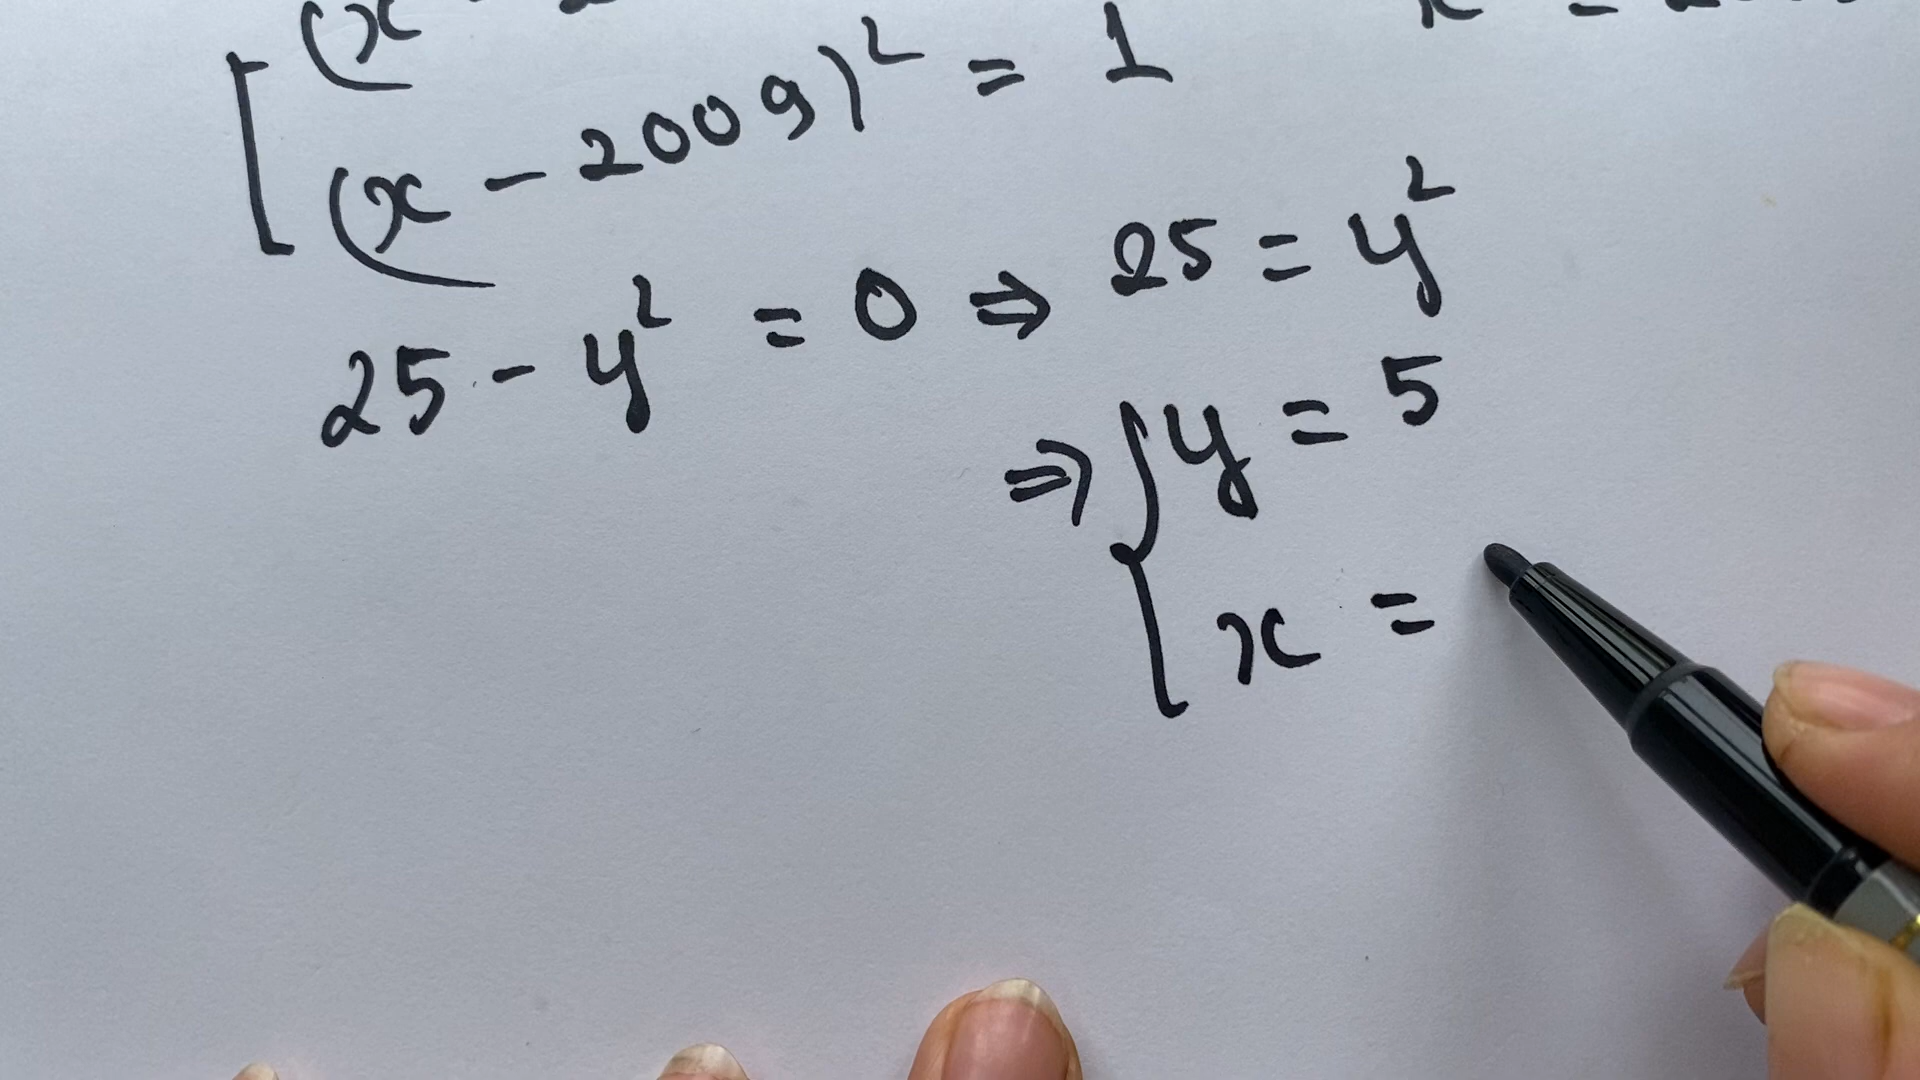 (x
[ (x - 2009)² = 1
25 - y² = 0 ⇒ 25 = y²
⇒ { y = 5
x =